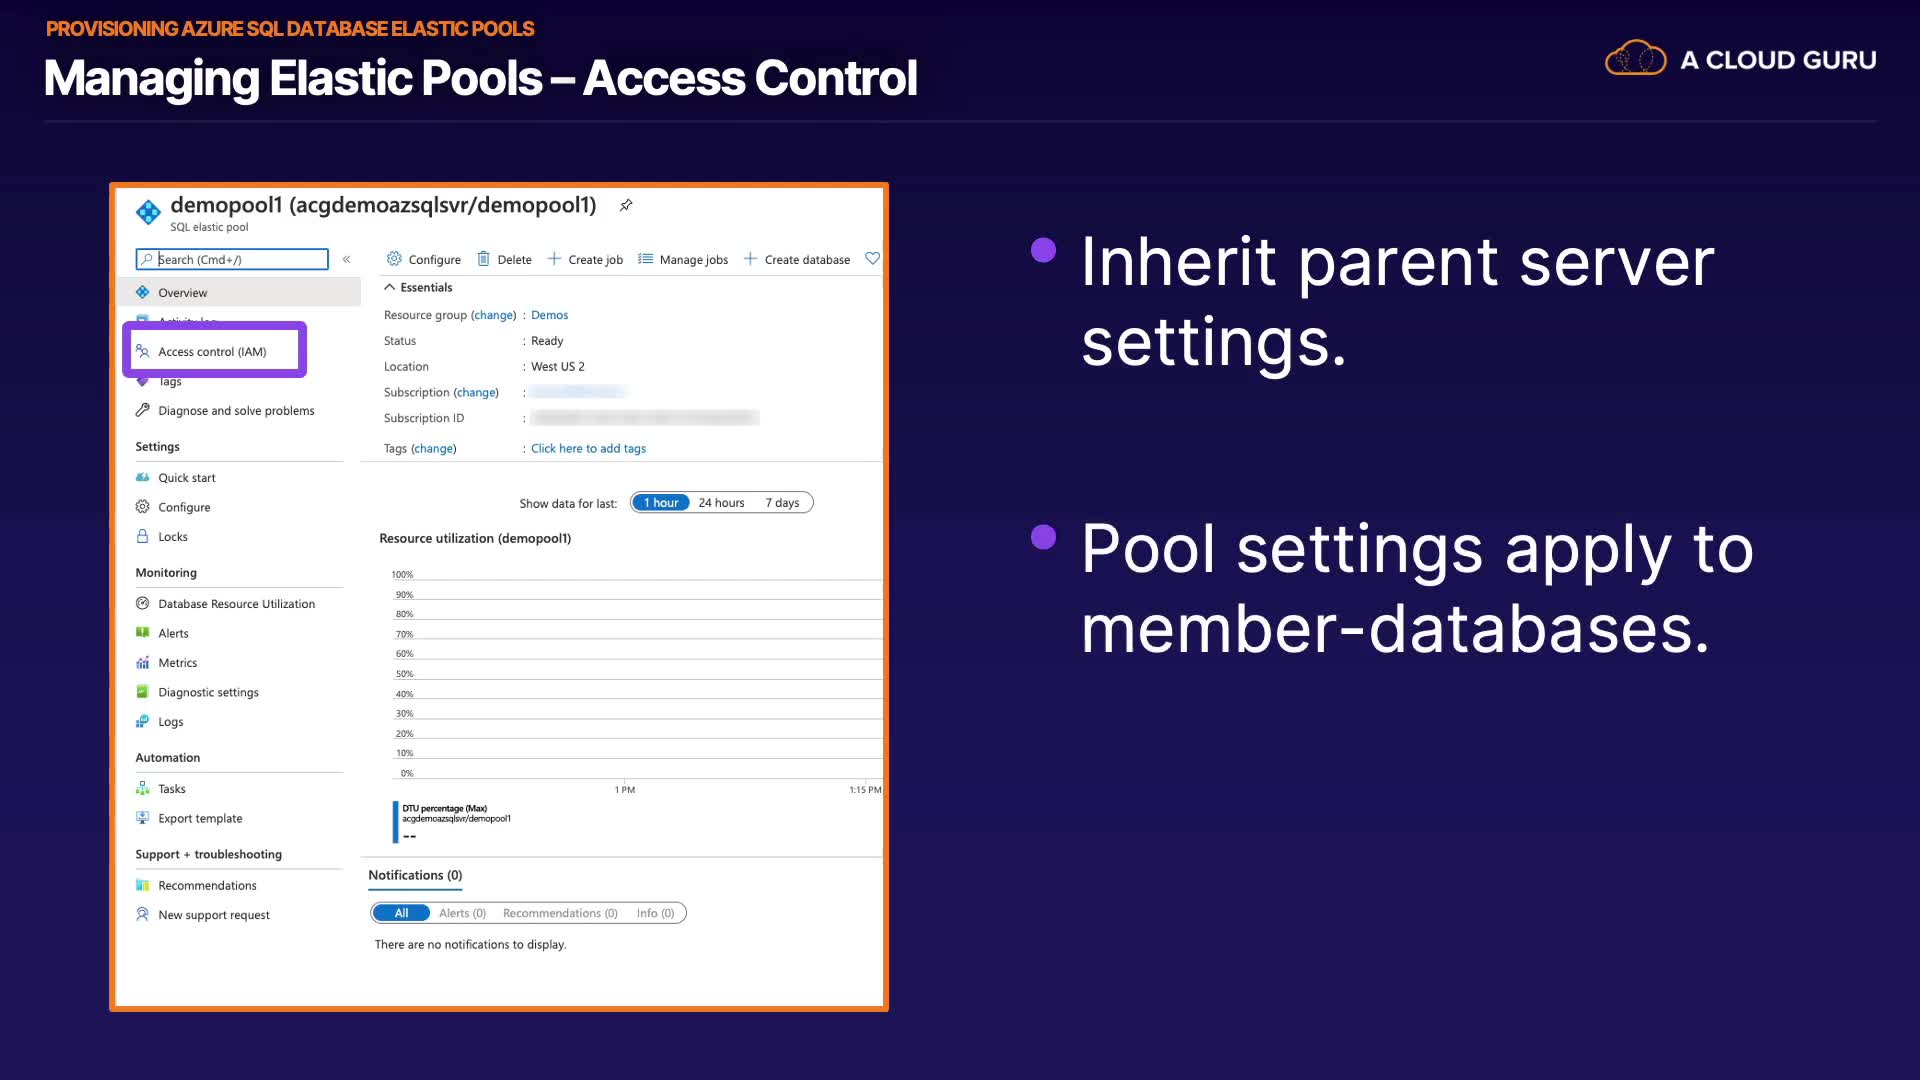 PROVISIONING AZURE SQL DATABASE ELASTIC POOLS
Managing Elastic Pools – Access Control
A CLOUD GURU
demopool1 (acgdemoazsqlsvr/demopool1)
SQL elastic pool
Search (Cmd+/)
«
Configure Delete Create job Manage jobs Create database
Overview
Activity log
Access control (IAM)
Tags
Diagnose and solve problems
Settings
Quick start
Configure
Locks
Monitoring
Database Resource Utilization
Alerts
Metrics
Diagnostic settings
Logs
Automation
Tasks
Export template
Support + troubleshooting
Recommendations
New support request
Essentials
Resource group (change) : Demos
Status : Ready
Location : West US 2
Subscription (change) :
Subscription ID :
Tags (change) : Click here to add tags
Show data for last: 1 hour 24 hours 7 days
Resource utilization (demopool1)
100%
90%
80%
70%
60%
50%
40%
30%
20%
10%
0%
1 PM 1:15 PM
DTU percentage (Max)
acgdemoazsqlsvr/demopool1
--
Notifications (0)
All Alerts (0) Recommendations (0) Info (0)
There are no notifications to display.
• Inherit parent server
settings.
• Pool settings apply to
member-databases.